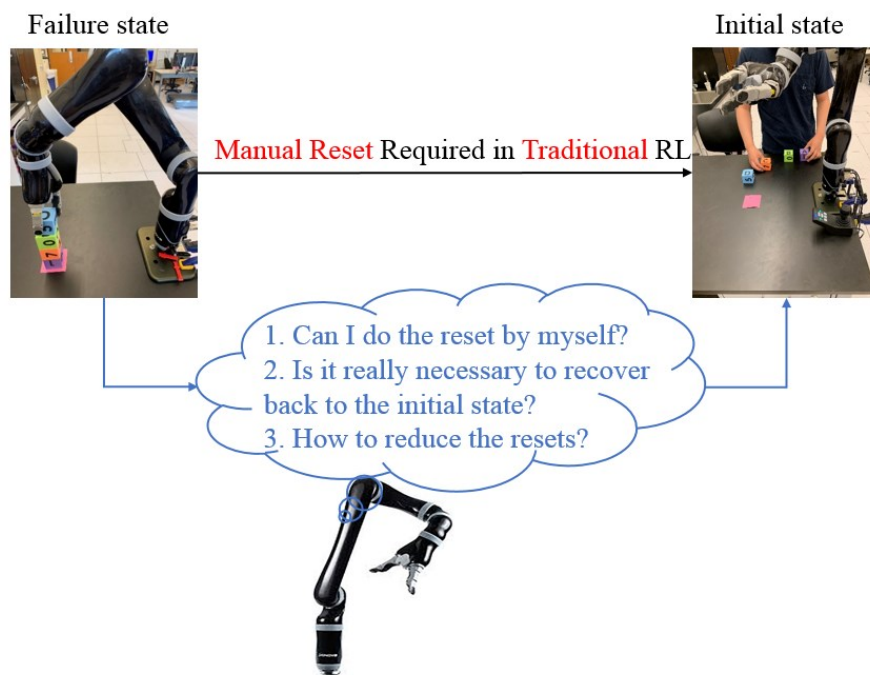 Failure state
Initial state
Manual Reset Required in Traditional RL
1. Can I do the reset by myself?
2. Is it really necessary to recover
back to the initial state?
3. How to reduce the resets?